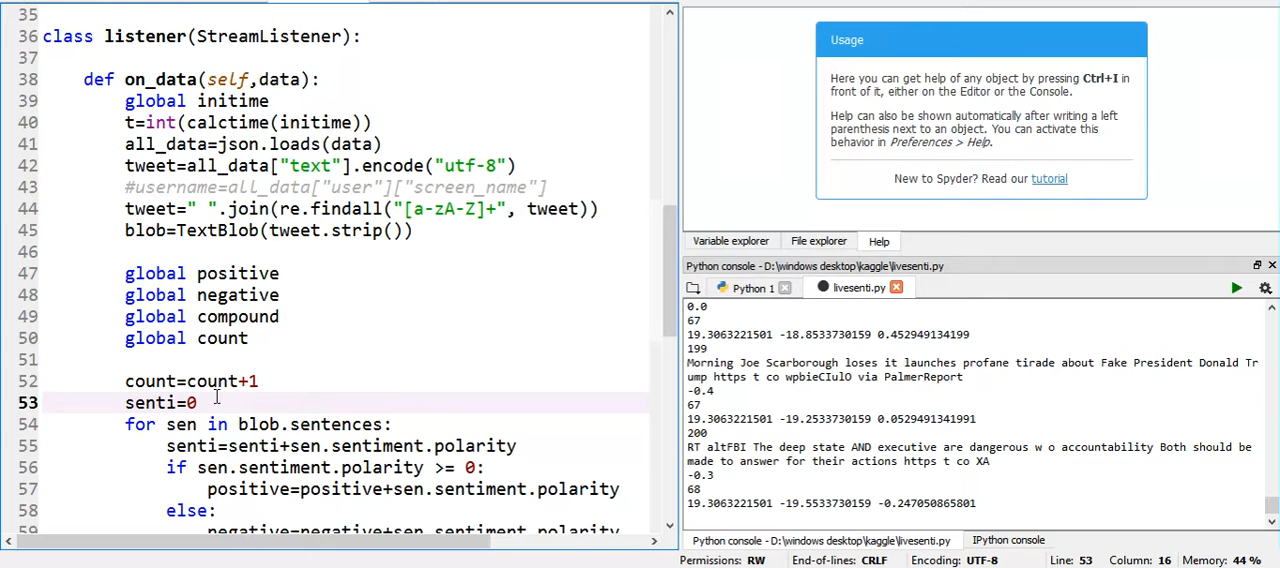 35
36 class listener(StreamListener):
37
38 def on_data(self,data):
39 global initime
40 t=int(calctime(initime))
41 all_data=json.loads(data)
42 tweet=all_data["text"].encode("utf-8")
43 #username=all_data["user"]["screen_name"]
44 tweet=" ".join(re.findall("[a-zA-Z]+", tweet))
45 blob=TextBlob(tweet.strip())
46
47 global positive
48 global negative
49 global compound
50 global count
51
52 count=count+1
53 senti=0
54 for sen in blob.sentences:
55 senti=senti+sen.sentiment.polarity
56 if sen.sentiment.polarity >= 0:
57 positive=positive+sen.sentiment.polarity
58 else:
59 negative=negative+sen.sentiment.polarity
Usage
Here you can get help of any object by pressing Ctrl+I in
front of it, either on the Editor or the Console.
Help can also be shown automatically after writing a left
parenthesis next to an object. You can activate this
behavior in Preferences > Help.
New to Spyder? Read our tutorial
Variable explorer File explorer Help
Python console - D:\windows desktop\kaggle\livesenti.py
Python 1 livesenti.py
0.0
67
19.3063221501 -18.8533730159 0.452949134199
199
Morning Joe Scarborough loses it launches profane tirade about Fake President Donald Tr
ump https t co wpbieCIulO via PalmerReport
-0.4
67
19.3063221501 -19.2533730159 0.0529491341991
200
RT altFBI The deep state AND executive are dangerous w o accountability Both should be
made to answer for their actions https t co XA
-0.3
68
19.3063221501 -19.5533730159 -0.247050865801
Python console - D:\windows desktop\kaggle\livesenti.py IPython console
Permissions: RW End-of-lines: CRLF Encoding: UTF-8 Line: 53 Column: 16 Memory: 44 %